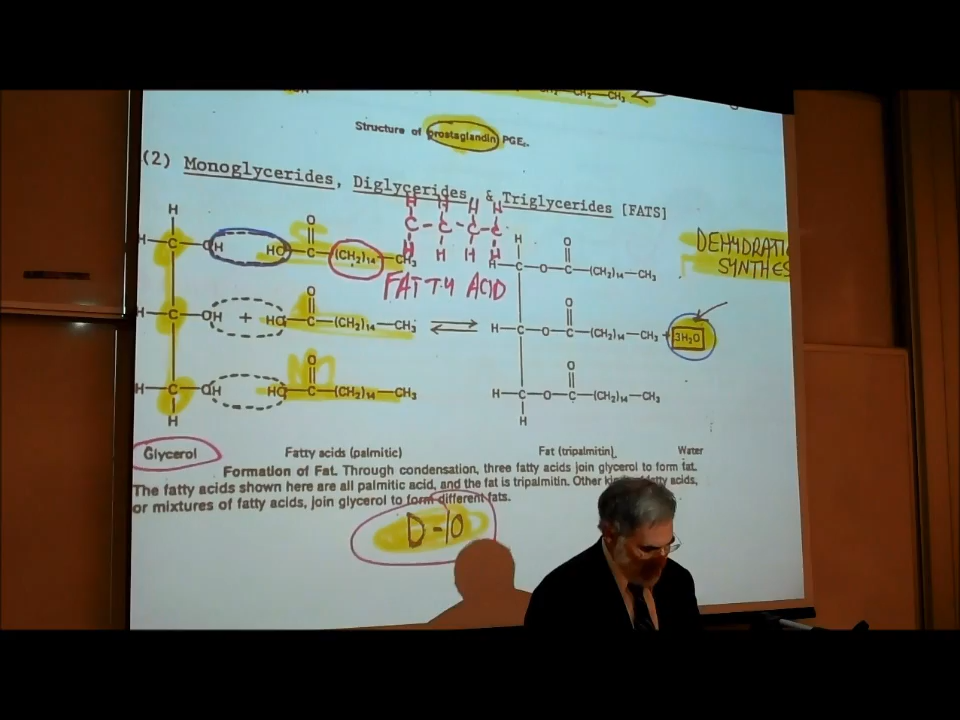 CH₂ CH₃
Structure of prostaglandin PGE₂.
(2) Monoglycerides, Diglycerides, & Triglycerides [FATS]
H H H H
C-C-C-C
H H H H
FATTY ACID
DEHYDRATI
SYNTHES
H
H—C—OH HO—C—(CH₂)₁₄—CH₃
O
H—C—OH + HO—C—(CH₂)₁₄—CH₃
O
H—C—OH HO—C—(CH₂)₁₄—CH₃
O
H
H
H—C—O—C—(CH₂)₁₄—CH₃
O
H—C—O—C—(CH₂)₁₄—CH₃ + 3H₂O
O
H—C—O—C—(CH₂)₁₄—CH₃
O
H
Glycerol Fatty acids (palmitic) Fat (tripalmitin) Water
Formation of Fat. Through condensation, three fatty acids join glycerol to form fat.
The fatty acids shown here are all palmitic acid, and the fat is tripalmitin. Other fatty acids,
or mixtures of fatty acids, join glycerol to form different fats.
D-10